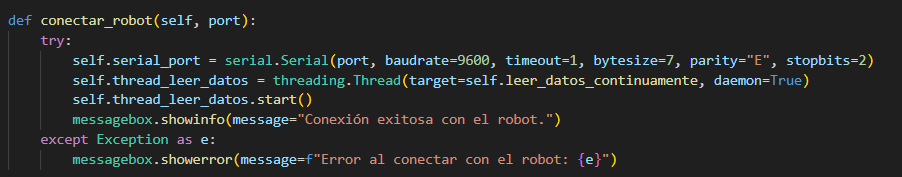 def conectar_robot(self, port):
    try:
        self.serial_port = serial.Serial(port, baudrate=9600, timeout=1, bytesize=7, parity="E", stopbits=2)
        self.thread_leer_datos = threading.Thread(target=self.leer_datos_continuamente, daemon=True)
        self.thread_leer_datos.start()
        messagebox.showinfo(message="Conexión exitosa con el robot.")
    except Exception as e:
        messagebox.showerror(message=f"Error al conectar con el robot: {e}")